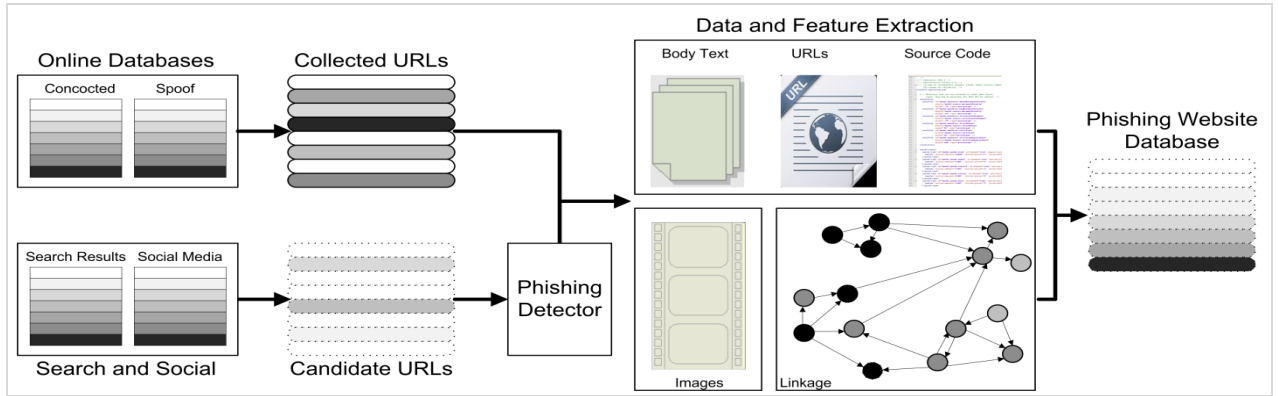 Data and Feature Extraction
Online Databases
Concocted Spoof
Collected URLs
Body Text URLs Source Code
URL
Phishing Website
Database
Search Results Social Media
Search and Social
Candidate URLs
Phishing
Detector
Images
Linkage